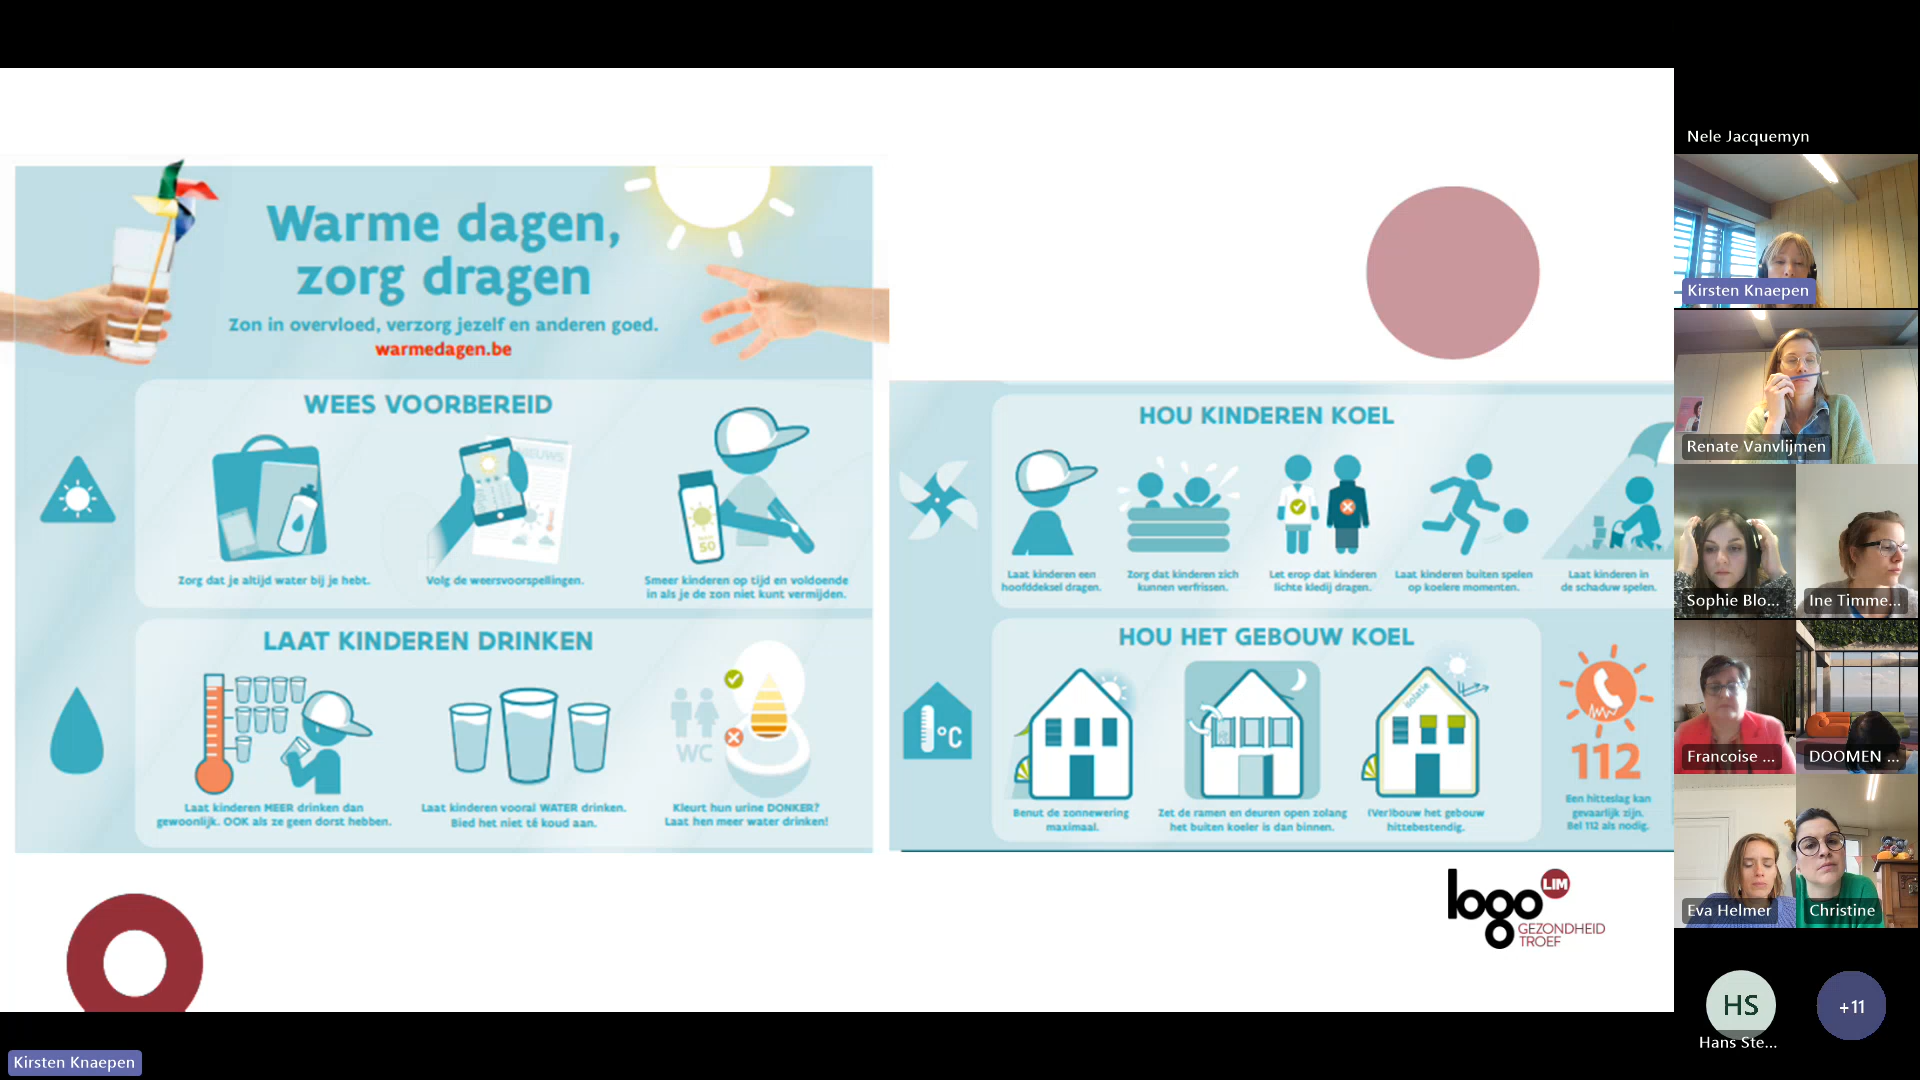 Warme dagen,
zorg dragen
Zon in overvloed, verzorg jezelf en anderen goed.
warmedagen.be
WEES VOORBEREID
NIEUWS
50
Zorg dat je altijd water bij je hebt.
Volg de weersvoorspellingen.
Smeer kinderen op tijd en voldoende
in als je de zon niet kunt vermijden.
LAAT KINDEREN DRINKEN
WC
Laat kinderen MEER drinken dan
gewoonlijk. OOK als ze geen dorst hebben.
Laat kinderen vooral WATER drinken.
Bied het niet té koud aan.
Kleurt hun urine DONKER?
Laat hen meer water drinken!
HOU KINDEREN KOEL
Laat kinderen een
hoofddeksel dragen.
Zorg dat kinderen zich
kunnen verfrissen.
Let erop dat kinderen
lichte kledij dragen.
Laat kinderen buiten spelen
op koelere momenten.
Laat kinderen in
de schaduw spelen.
HOU HET GEBOUW KOEL
°C
Isolatie
Benut de zonnewering
maximaal.
Zet de ramen en deuren open zolang
het buiten koeler is dan binnen.
(Ver)bouw het gebouw
hittebestendig.
112
Een hitteslag kan
gevaarlijk zijn.
Bel 112 als nodig.
logo LIM
GEZONDHEID
TROEF
Nele Jacquemyn
Kirsten Knaepen
Renate Vanvlijmen
Sophie Blo...
Ine Timme...
Francoise ...
DOOMEN ...
Eva Helmer
Christine
HS
+11
Hans Ste...
Kirsten Knaepen